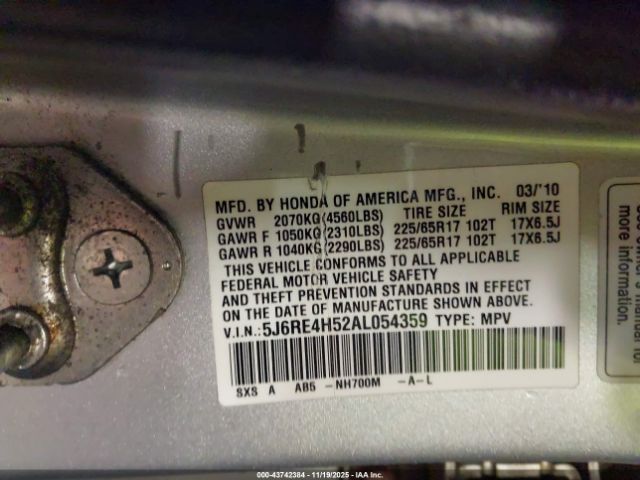 MFD. BY HONDA OF AMERICA MFG., INC. 03/'10
GVWR 2070KG(4560LBS) TIRE SIZE RIM SIZE
GAWR F 1050KG(2310LBS) 225/65R17 102T 17X6.5J
GAWR R 1040KG(2290LBS) 225/65R17 102T 17X6.5J
THIS VEHICLE CONFORMS TO ALL APPLICABLE
FEDERAL MOTOR VEHICLE SAFETY
AND THEFT PREVENTION STANDARDS IN EFFECT
ON THE DATE OF MANUFACTURE SHOWN ABOVE.
V.I.N.: 5J6RE4H52AL054359 TYPE: MPV
SXS A AB5 -NH700M -A-L
more information.
000-43742384 | 11/19/2025 | IAA Inc.